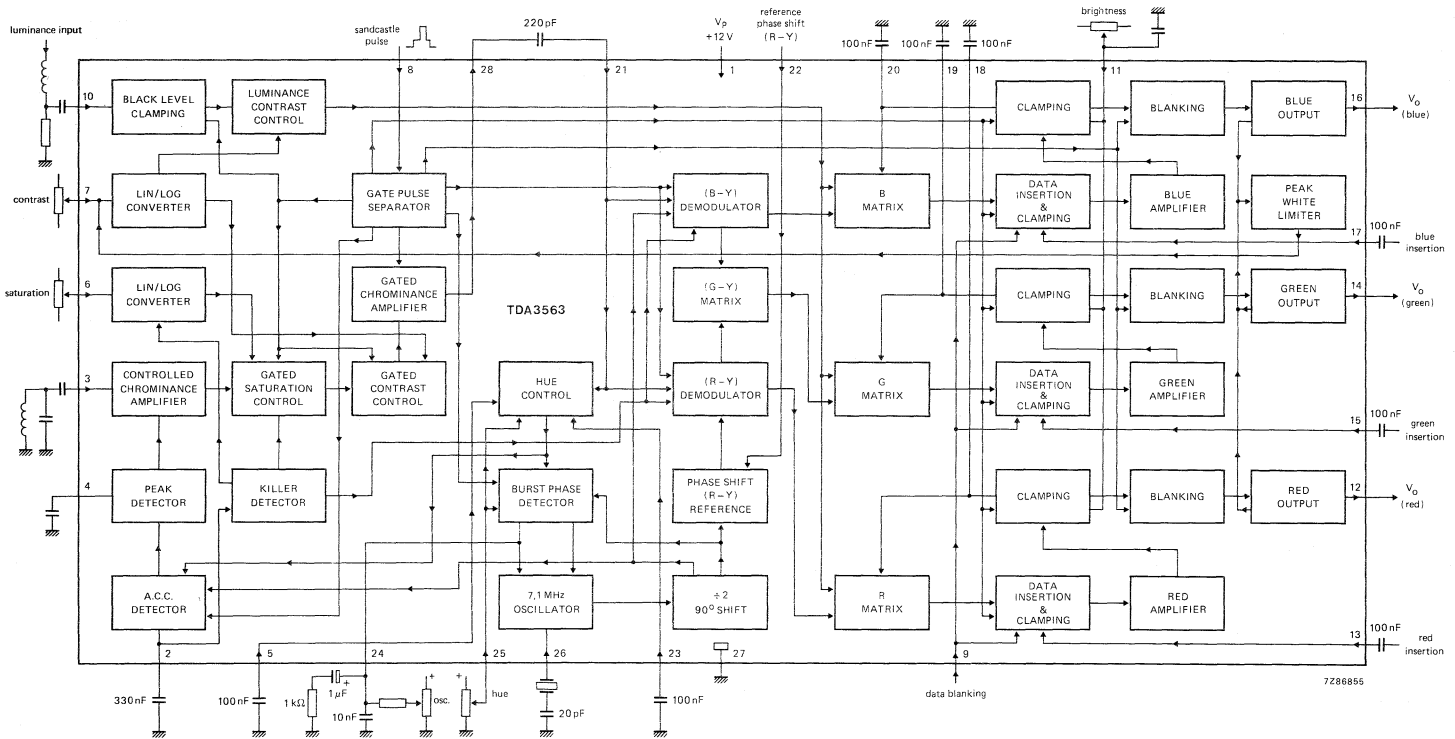 luminance input
sandcastle
pulse
220 pF
VP
+12 V
reference
phase shift
(R–Y)
100 nF
100 nF
100 nF
brightness
8
28
21
1
22
20
19
18
11
10
BLACK LEVEL
CLAMPING
LUMINANCE
CONTRAST
CONTROL
CLAMPING
BLANKING
BLUE
OUTPUT
16
Vo
(blue)
contrast
7
LIN/LOG
CONVERTER
GATE PULSE
SEPARATOR
(B–Y)
DEMODULATOR
B
MATRIX
DATA
INSERTION
&
CLAMPING
BLUE
AMPLIFIER
PEAK
WHITE
LIMITER
17
100 nF
blue
insertion
saturation
6
LIN/LOG
CONVERTER
GATED
CHROMINANCE
AMPLIFIER
TDA3563
(G–Y)
MATRIX
CLAMPING
BLANKING
GREEN
OUTPUT
14
Vo
(green)
3
CONTROLLED
CHROMINANCE
AMPLIFIER
GATED
SATURATION
CONTROL
GATED
CONTRAST
CONTROL
HUE
CONTROL
(R–Y)
DEMODULATOR
G
MATRIX
DATA
INSERTION
&
CLAMPING
GREEN
AMPLIFIER
15
100 nF
green
insertion
4
PEAK
DETECTOR
KILLER
DETECTOR
BURST PHASE
DETECTOR
PHASE SHIFT
(R–Y)
REFERENCE
CLAMPING
BLANKING
RED
OUTPUT
12
Vo
(red)
A.C.C.
DETECTOR
7,1 MHz
OSCILLATOR
÷2
90° SHIFT
R
MATRIX
DATA
INSERTION
&
CLAMPING
RED
AMPLIFIER
13
100 nF
red
insertion
2
5
24
25
26
23
27
9
330 nF
100 nF
1 kΩ
1 µF
+
10 nF
+
osc.
+
hue
20 pF
100 nF
data blanking
7Z86855